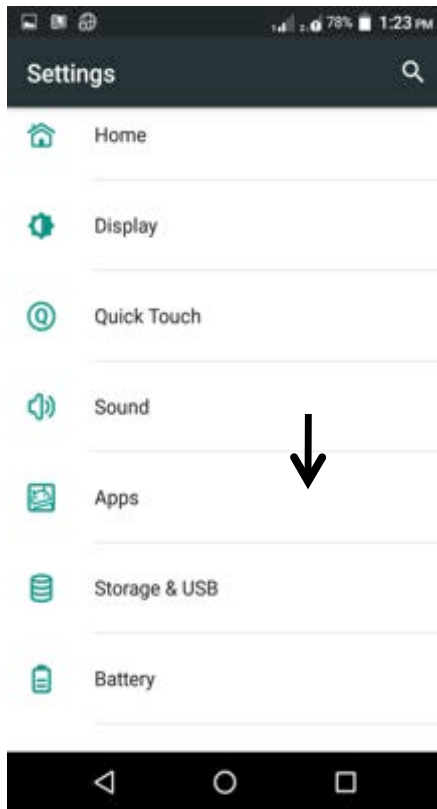 78% 1:23 PM
Settings
Home
Display
Quick Touch
Sound
Apps
Storage & USB
Battery